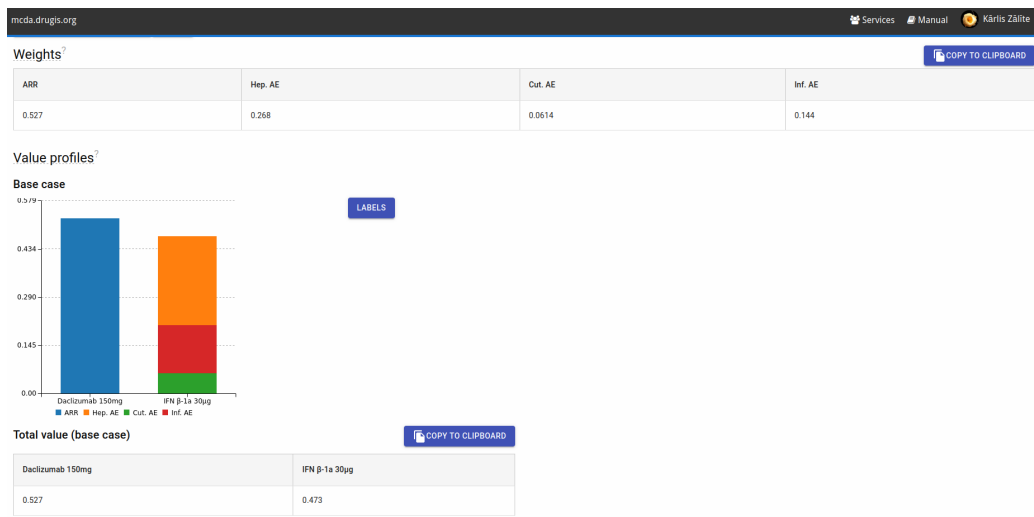 mcda.drugis.org Services Manual Kārlis Zālīte
Weights? COPY TO CLIPBOARD
ARR Hep. AE Cut. AE Inf. AE
0.527 0.268 0.0614 0.144
Value profiles?
Base case
0.579
LABELS
0.434
0.290
0.145
0.00
Daclizumab 150mg IFN β-1a 30μg
ARR Hep. AE Cut. AE Inf. AE
Total value (base case) COPY TO CLIPBOARD
Daclizumab 150mg IFN β-1a 30μg
0.527 0.473